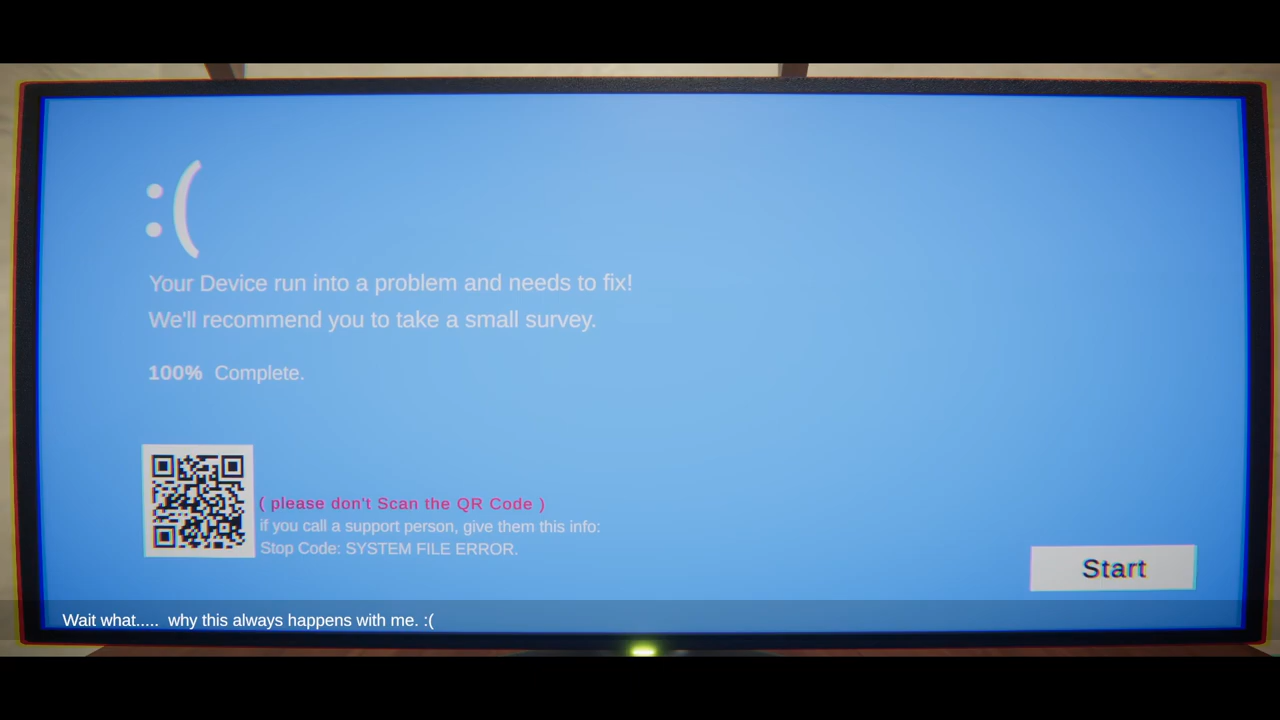 :(
Your Device run into a problem and needs to fix!
We'll recommend you to take a small survey.
100% Complete.
( please don't Scan the QR Code )
if you call a support person, give them this info:
Stop Code: SYSTEM FILE ERROR.
Start
Wait what.....  why this always happens with me. :(